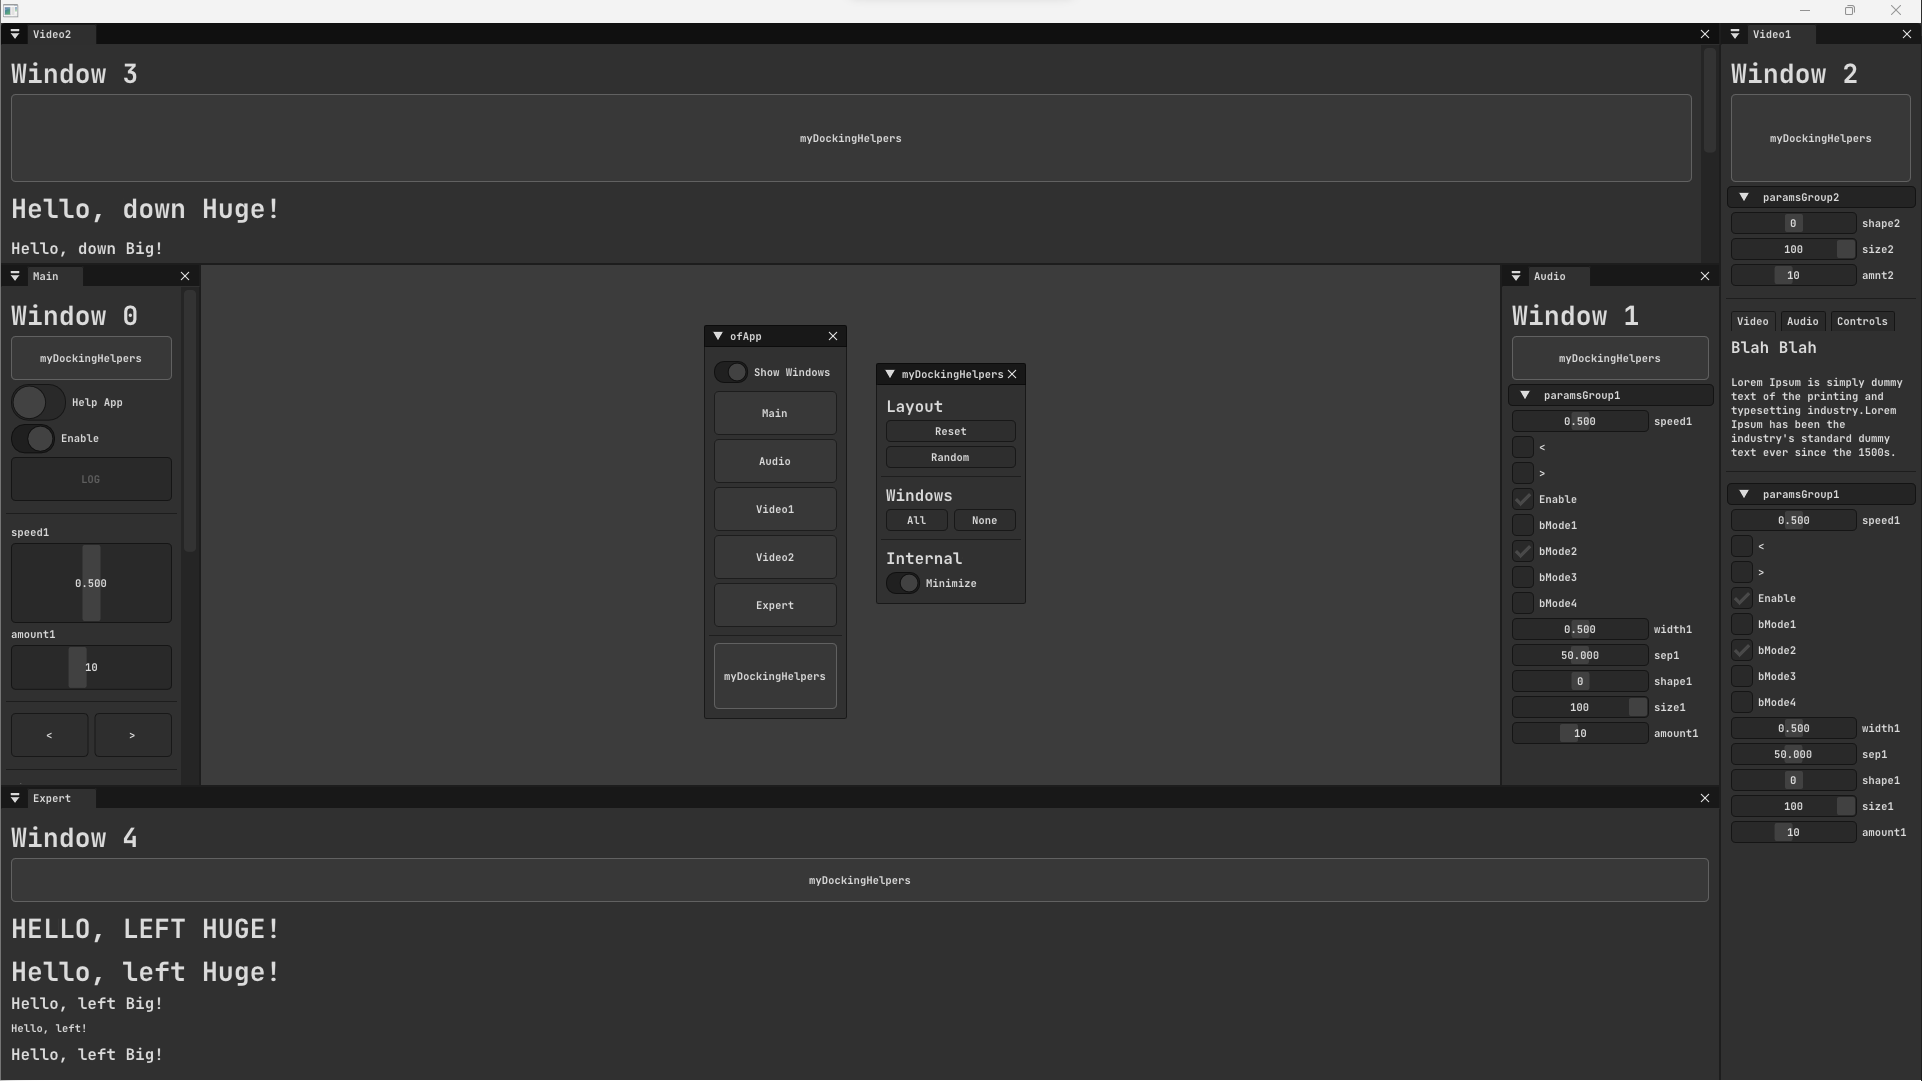 Video2
Window 3
myDockingHelpers
Hello, down Huge!
Hello, down Big!
Main
Window 0
myDockingHelpers
Help App
Enable
LOG
speed1
0.500
amount1
10
< >
ofApp
Show Windows
Main
Audio
Video1
Video2
Expert
myDockingHelpers
myDockingHelpers
Layout
Reset
Random
Windows
All None
Internal
Minimize
Audio
Window 1
myDockingHelpers
paramsGroup1
0.500 speed1
<
>
Enable
bMode1
bMode2
bMode3
bMode4
0.500 width1
50.000 sep1
0 shape1
100 size1
10 amount1
Expert
Window 4
myDockingHelpers
HELLO, LEFT HUGE!
Hello, left Huge!
Hello, left Big!
Hello, left!
Hello, left Big!
Video1
Window 2
myDockingHelpers
paramsGroup2
0 shape2
100 size2
10 amnt2
Video Audio Controls
Blah Blah
Lorem Ipsum is simply dummy
text of the printing and
typesetting industry.Lorem
Ipsum has been the
industry's standard dummy
text ever since the 1500s.
paramsGroup1
0.500 speed1
<
>
Enable
bMode1
bMode2
bMode3
bMode4
0.500 width1
50.000 sep1
0 shape1
100 size1
10 amount1